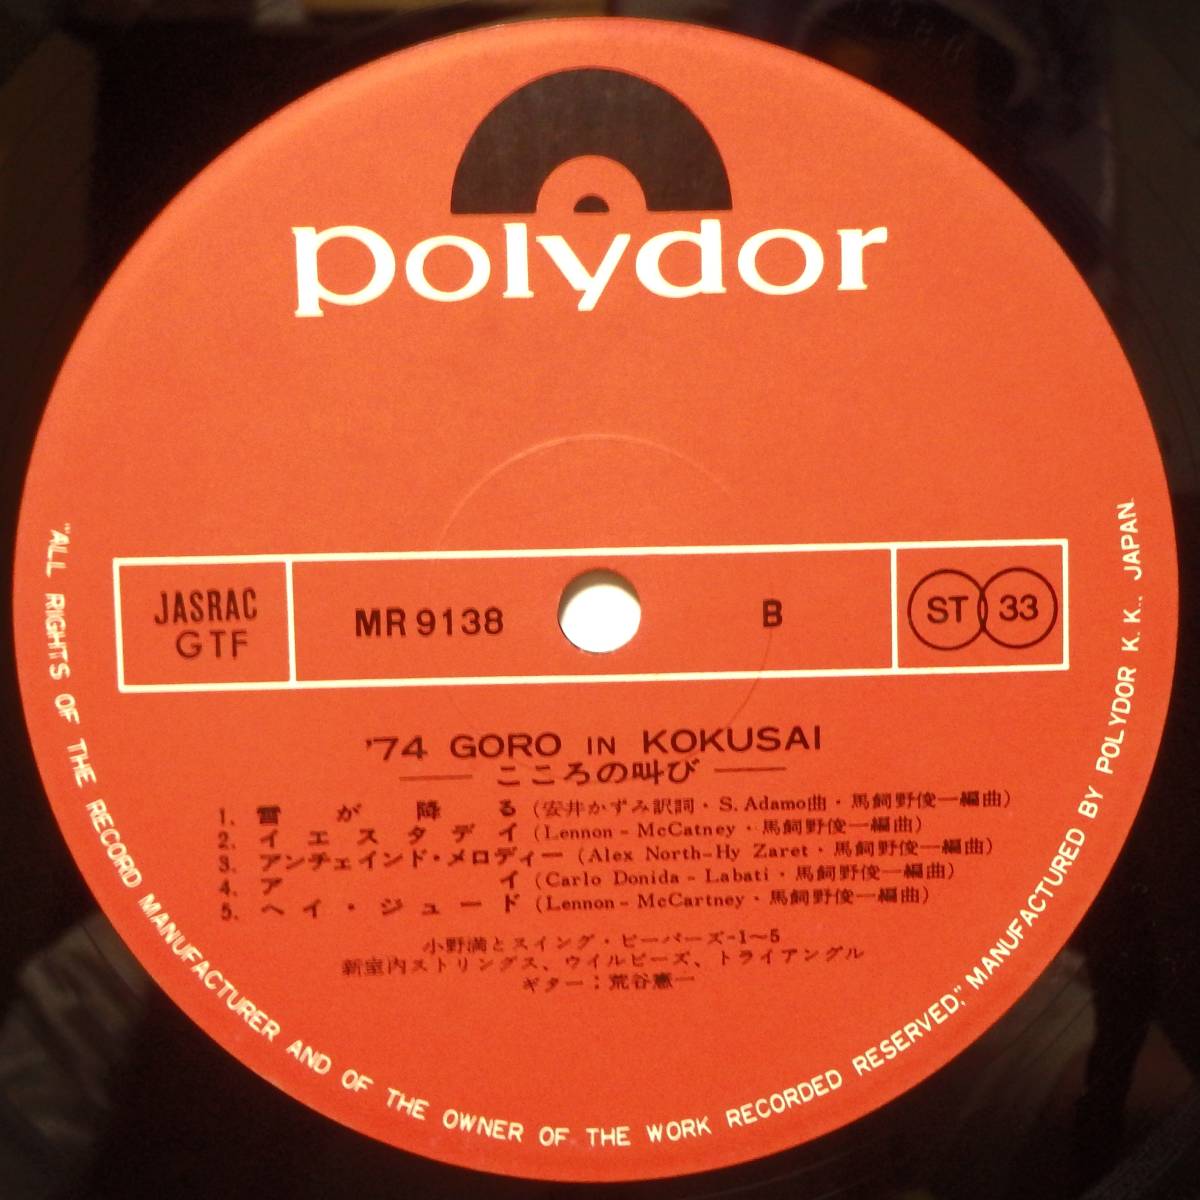 polydor
JASRAC
GTF
MR 9138
B
ST 33
'74 GORO IN KOKUSAI
こころの叫び
1. 雪が降る (安井かずみ訳詞・S. Adamo曲・馬飼野俊一編曲)
2. イエスタデイ (Lennon - McCatney・馬飼野俊一編曲)
3. アンチェインド・メロディー (Alex North-Hy Zaret・馬飼野俊一編曲)
4. アイ (Carlo Donida - Labati・馬飼野俊一編曲)
5. ヘイ・ジュード (Lennon - McCartney・馬飼野俊一編曲)
小野満とスイング・ビーバーズ-1〜5
新室内ストリングス、ウイルビーズ、トライアングル
ギター：荒谷憲一
"ALL RIGHTS OF THE RECORD MANUFACTURER AND OF THE OWNER OF THE WORK RECORDED RESERVED," MANUFACTURED BY POLYDOR K. K., JAPAN.